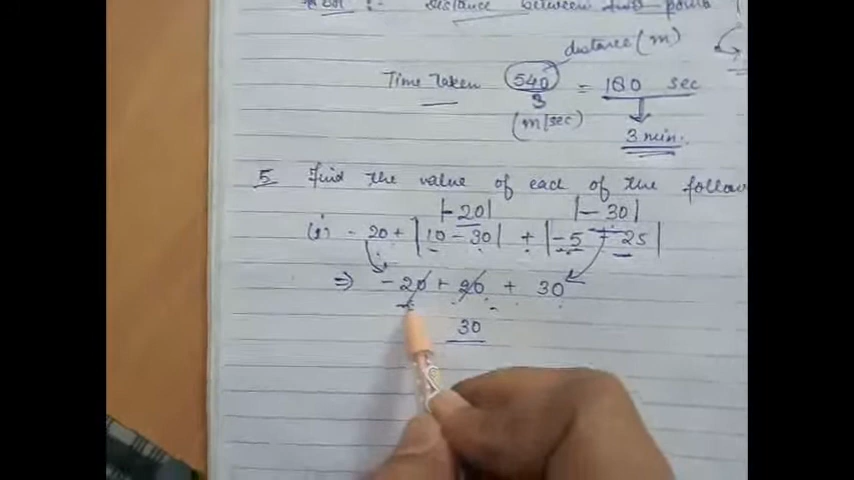 distance between two points
distance (m)
Time Taken 540/3 = 180 sec
(m/sec)
3 min.
5 Find the value of each of the follow
|-20| |-30|
(i) - 20 + |10 - 30| + |-5 - 25|
⇒ - 20 + 20 + 30
30